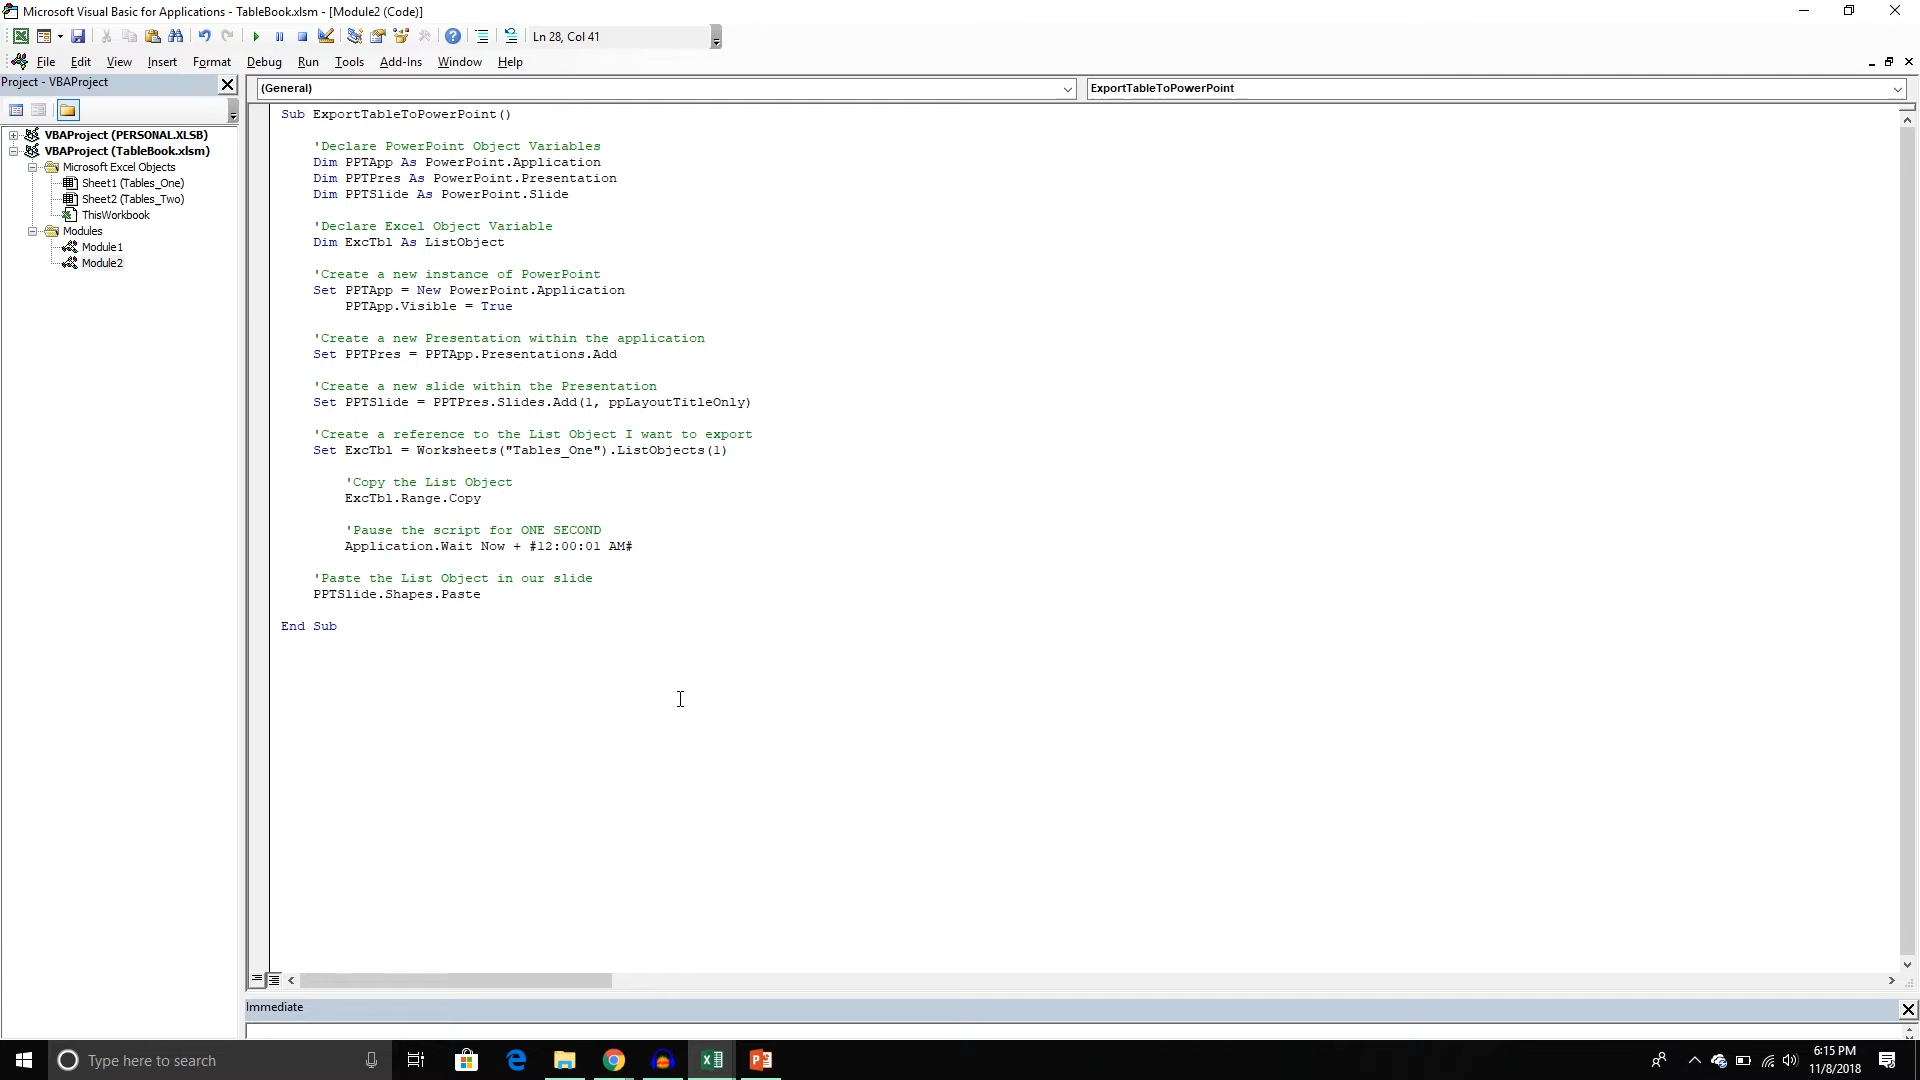 Microsoft Visual Basic for Applications - TableBook.xlsm - [Module2 (Code)]
Ln 28, Col 41
File Edit View Insert Format Debug Run Tools Add-Ins Window Help
Project - VBAProject
(General)
ExportTableToPowerPoint
VBAProject (PERSONAL.XLSB)
VBAProject (TableBook.xlsm)
Microsoft Excel Objects
Sheet1 (Tables_One)
Sheet2 (Tables_Two)
ThisWorkbook
Modules
Module1
Module2
Sub ExportTableToPowerPoint()
'Declare PowerPoint Object Variables
Dim PPTApp As PowerPoint.Application
Dim PPTPres As PowerPoint.Presentation
Dim PPTSlide As PowerPoint.Slide
'Declare Excel Object Variable
Dim ExcTbl As ListObject
'Create a new instance of PowerPoint
Set PPTApp = New PowerPoint.Application
PPTApp.Visible = True
'Create a new Presentation within the application
Set PPTPres = PPTApp.Presentations.Add
'Create a new slide within the Presentation
Set PPTSlide = PPTPres.Slides.Add(1, ppLayoutTitleOnly)
'Create a reference to the List Object I want to export
Set ExcTbl = Worksheets("Tables_One").ListObjects(1)
'Copy the List Object
ExcTbl.Range.Copy
'Pause the script for ONE SECOND
Application.Wait Now + #12:00:01 AM#
'Paste the List Object in our slide
PPTSlide.Shapes.Paste
End Sub
Immediate
Type here to search
6:15 PM
11/8/2018